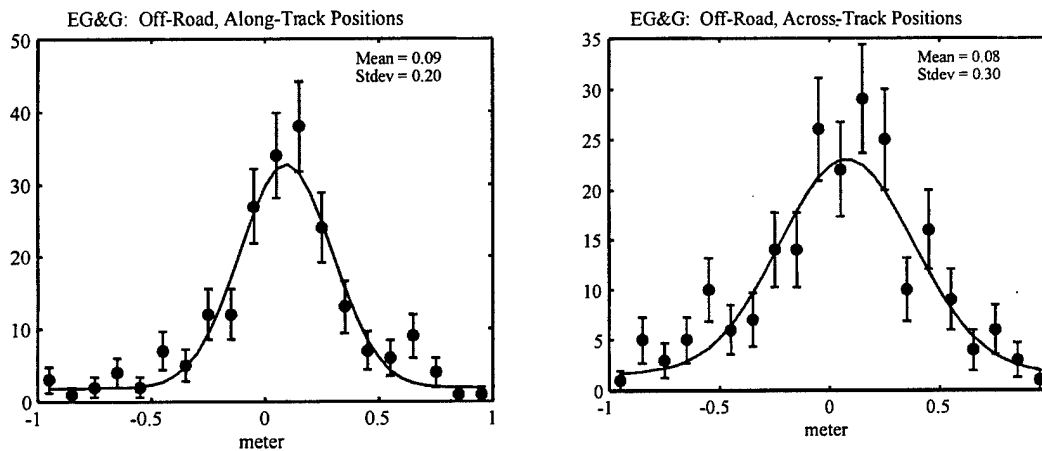 EG&G: Off-Road, Along-Track Positions
50
40
30
20
10
0
Mean = 0.09
Stdev = 0.20
-1
-0.5
0
0.5
1
meter
EG&G: Off-Road, Across-Track Positions
35
30
25
20
15
10
5
0
Mean = 0.08
Stdev = 0.30
-1
-0.5
0
0.5
meter